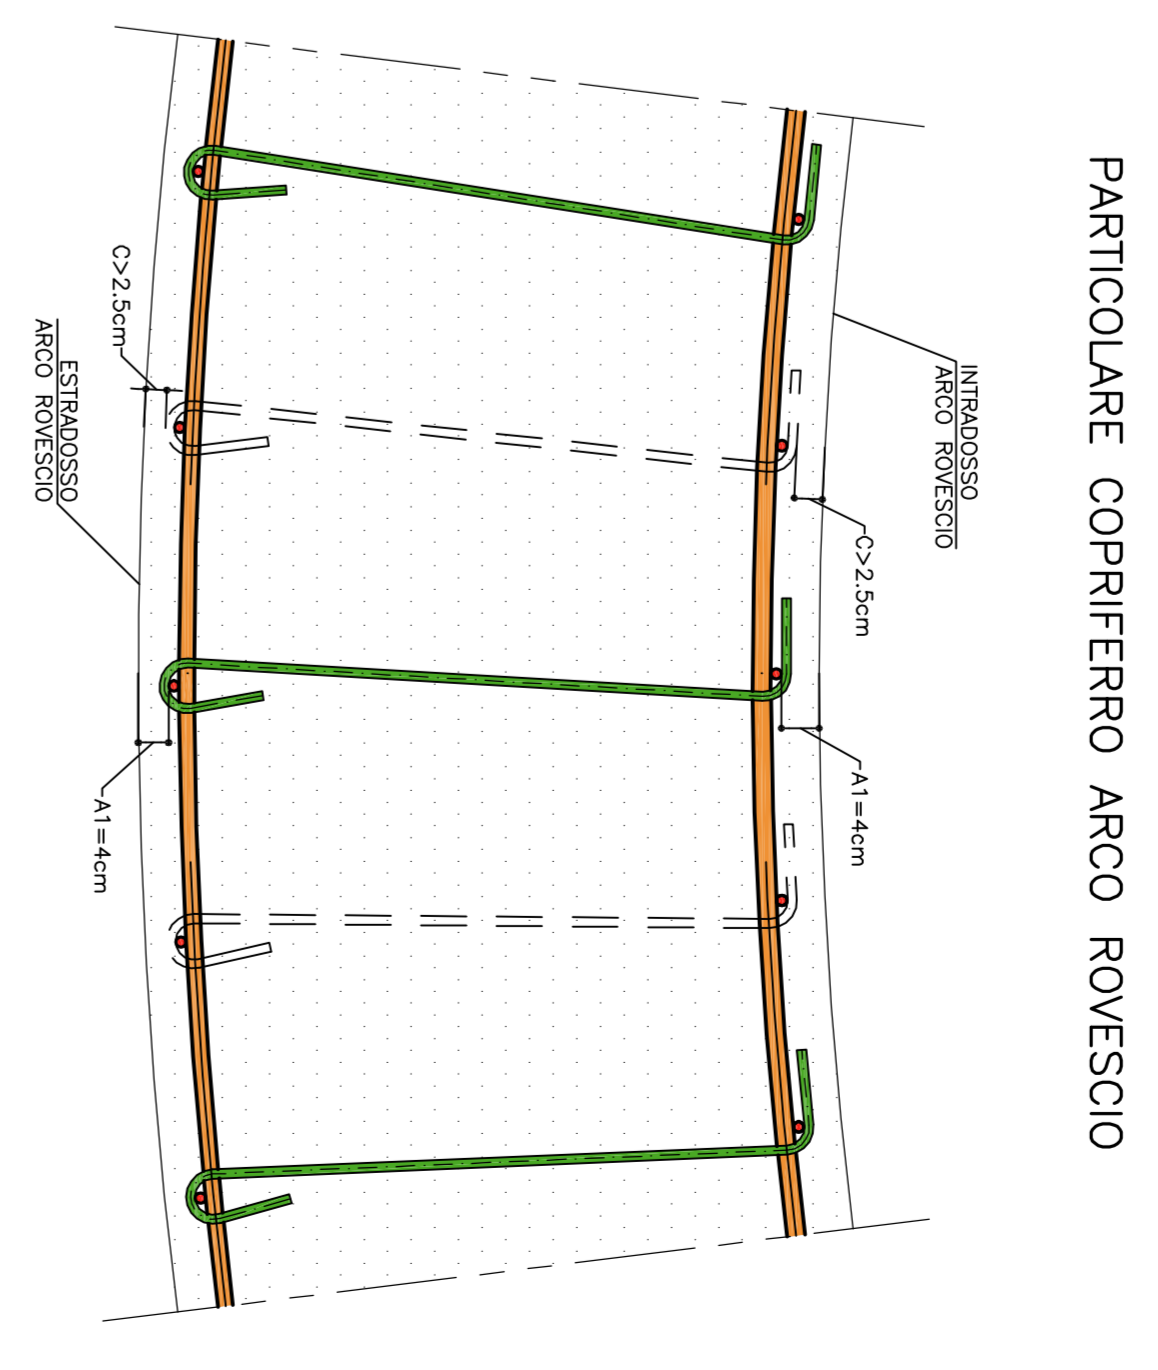 PARTICOLARE COPRIFERRO ARCO ROVESCIO
INTRADOSSO
ARCO ROVESCIO
C>2.5cm
A1=4cm
C>2.5cm
ESTRADOSSO
ARCO ROVESCIO
A1=4cm